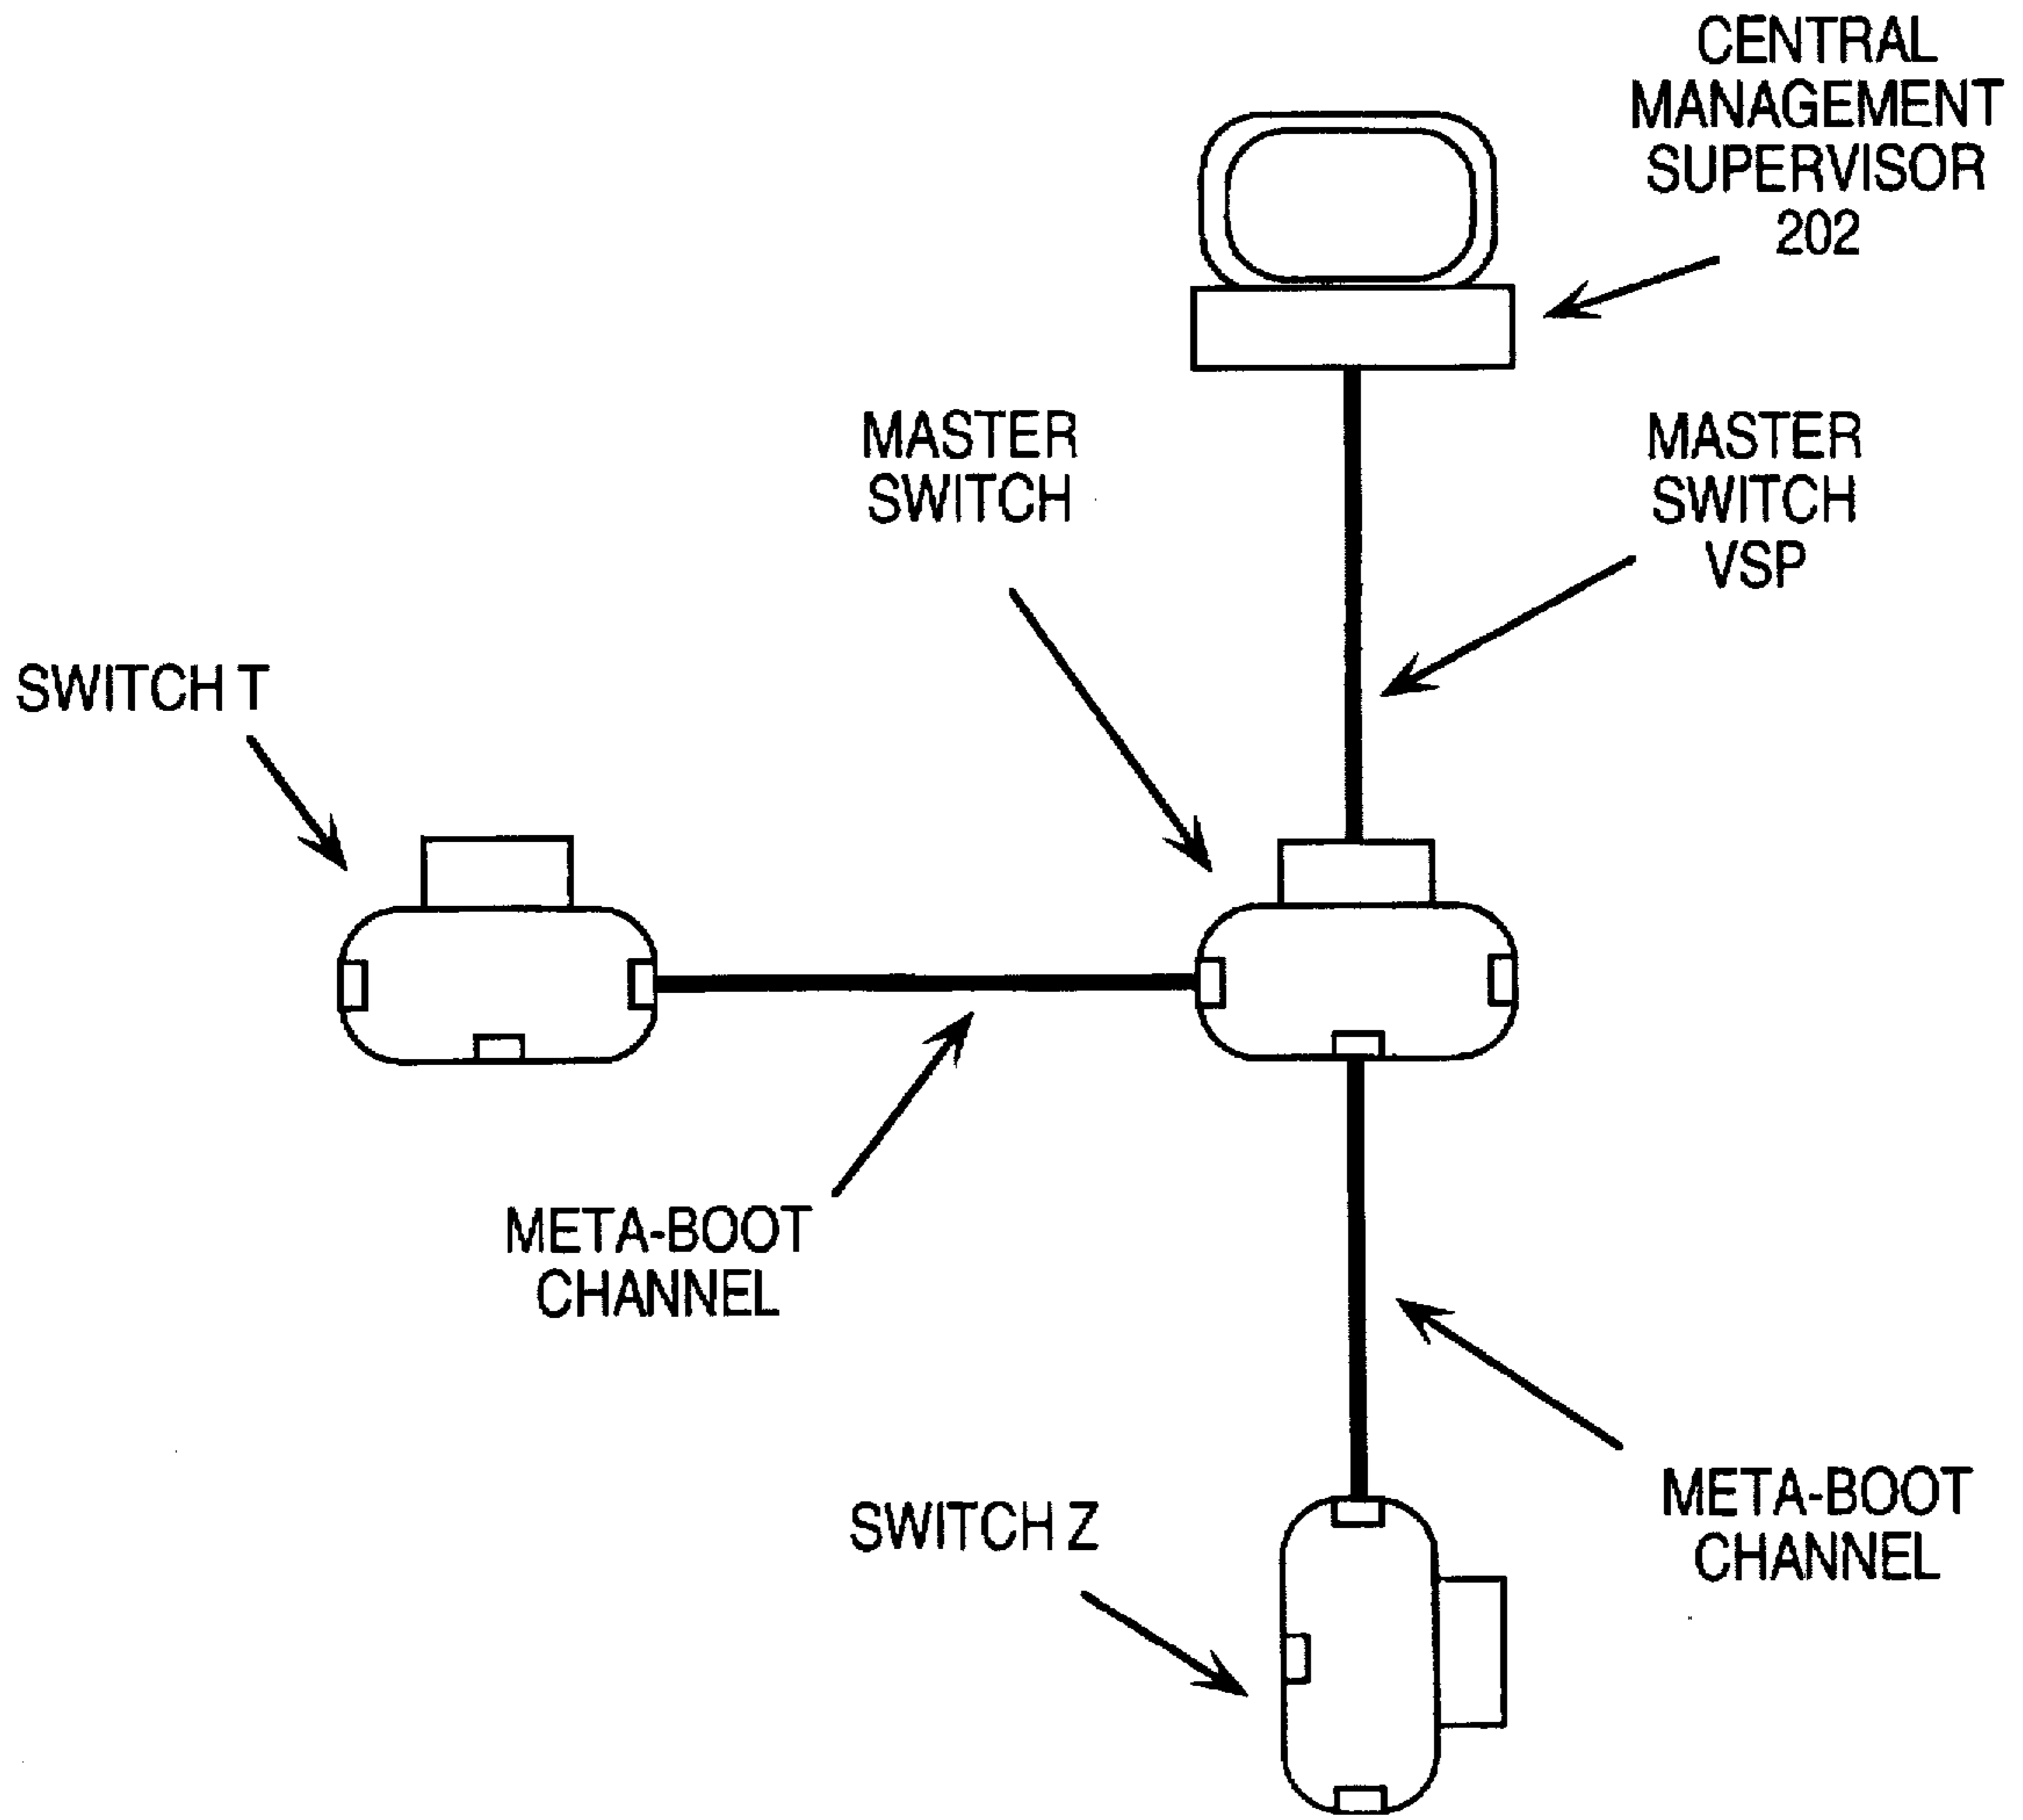 CENTRAL
MANAGEMENT
SUPERVISOR
202
MASTER
SWITCH
MASTER
SWITCH
VSP
SWITCH T
META-BOOT
CHANNEL
SWITCH Z
META-BOOT
CHANNEL